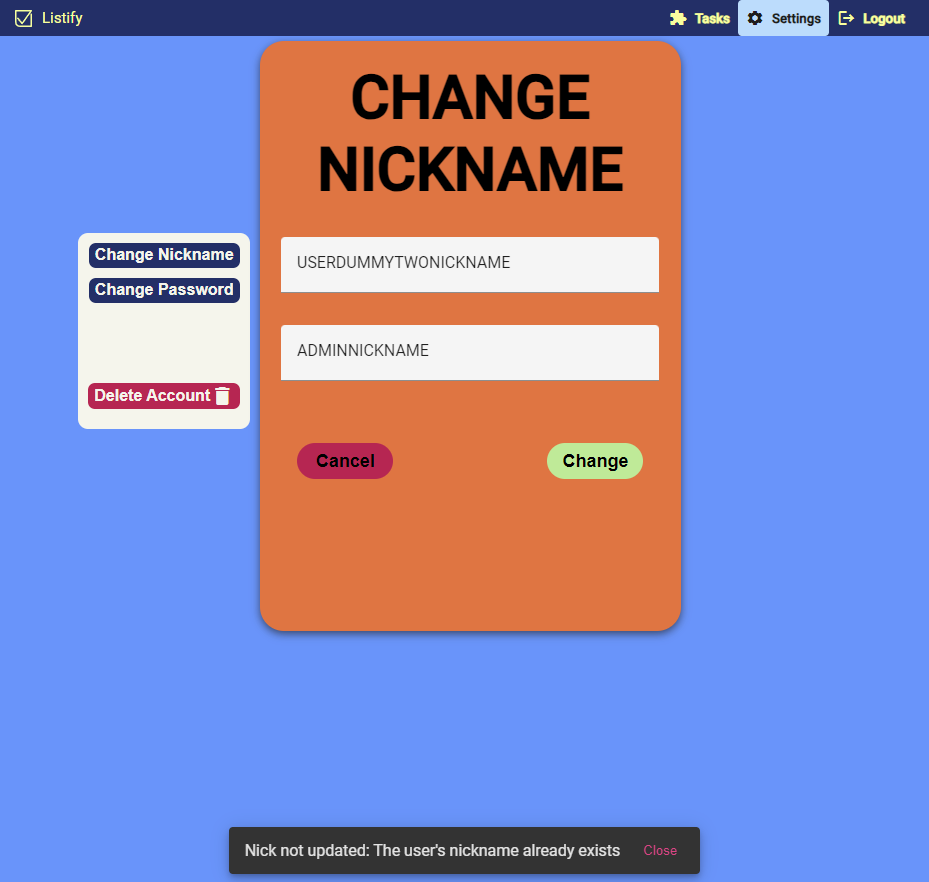 Listify
Tasks
Settings
Logout
CHANGE
NICKNAME
USERDUMMYTWONICKNAME
ADMINNICKNAME
Cancel
Change
Change Nickname
Change Password
Delete Account
Nick not updated: The user's nickname already exists
Close